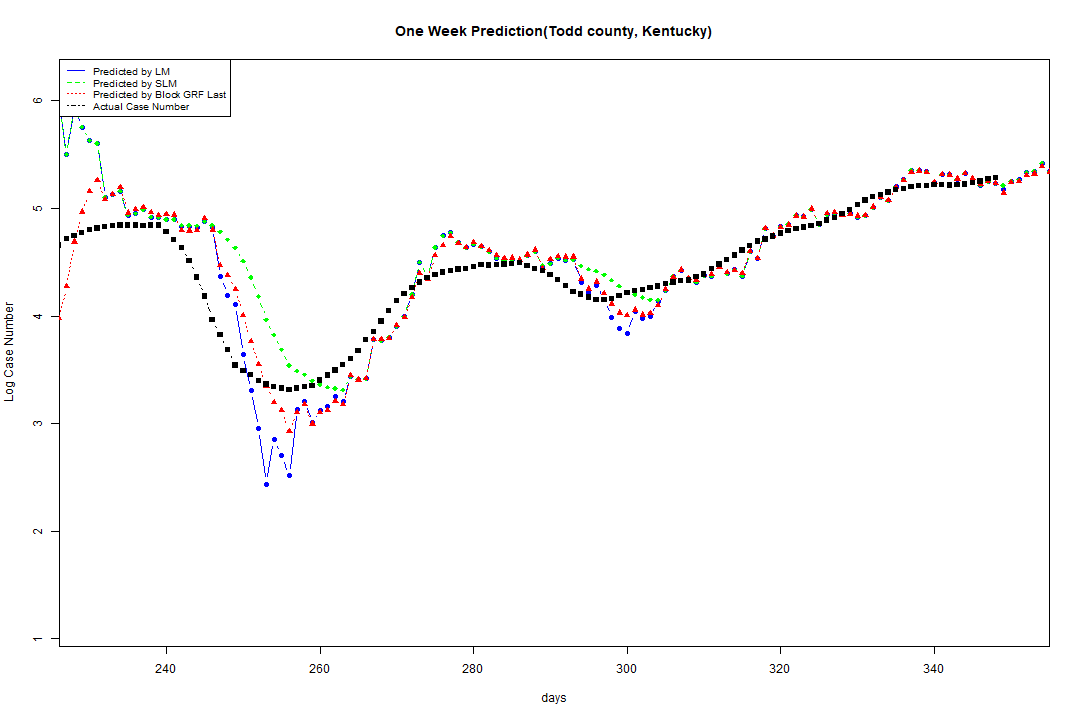 One Week Prediction(Todd county, Kentucky)
Predicted by LM
Predicted by SLM
Predicted by Block GRF Last
Actual Case Number
6
5
4
3
2
1
Log Case Number
240 260 280 300 320 340
days